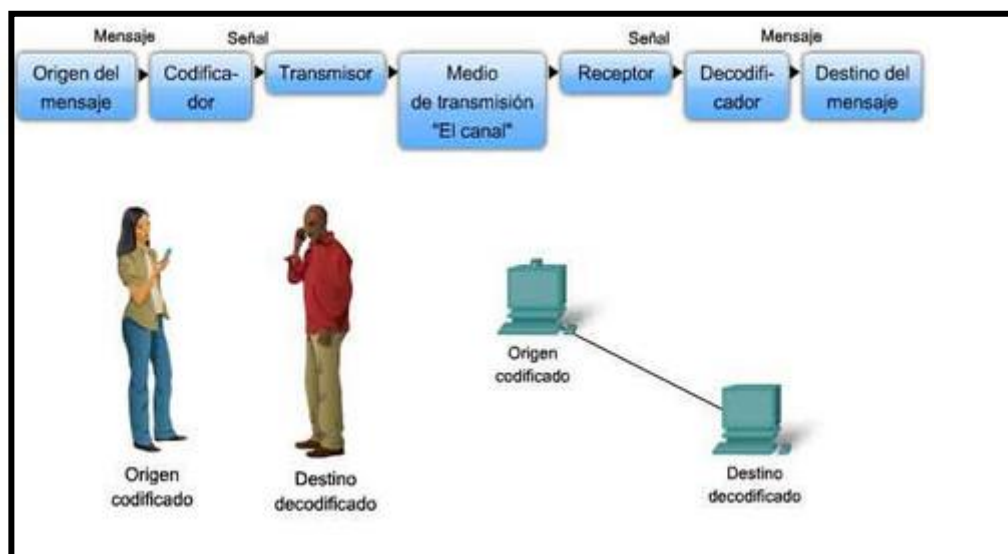 Mensaje
Señal
Señal
Mensaje
Origen del
mensaje
Codifica-
dor
Transmisor
Medio
de transmisión
"El canal"
Receptor
Decodifi-
cador
Destino del
mensaje
Origen
codificado
Destino
decodificado
Origen
codificado
Destino
decodificado